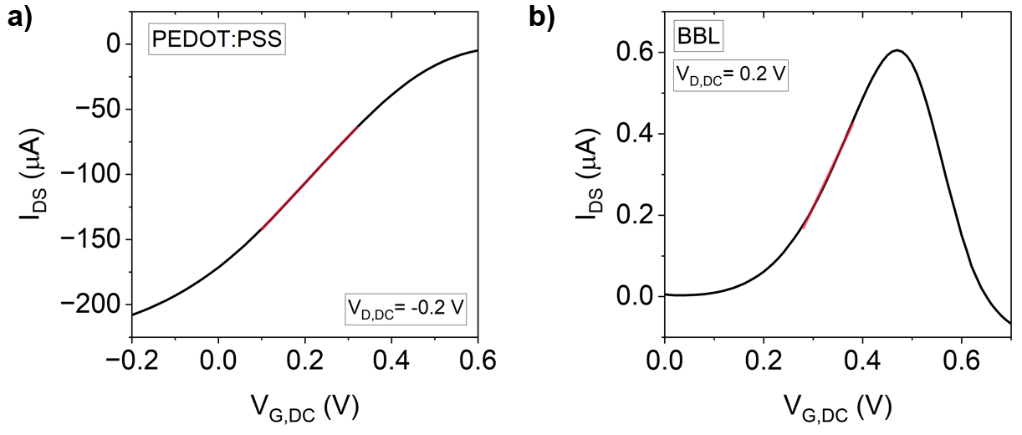 a)
PEDOT:PSS
V_D,DC= -0.2 V
0
−50
−100
−150
−200
I_DS (μA)
−0.2 0.0 0.2 0.4 0.6
V_G,DC (V)
b)
BBL
V_D,DC= 0.2 V
0.6
0.4
0.2
0.0
I_DS (μA)
0.0 0.2 0.4 0.6
V_G,DC (V)